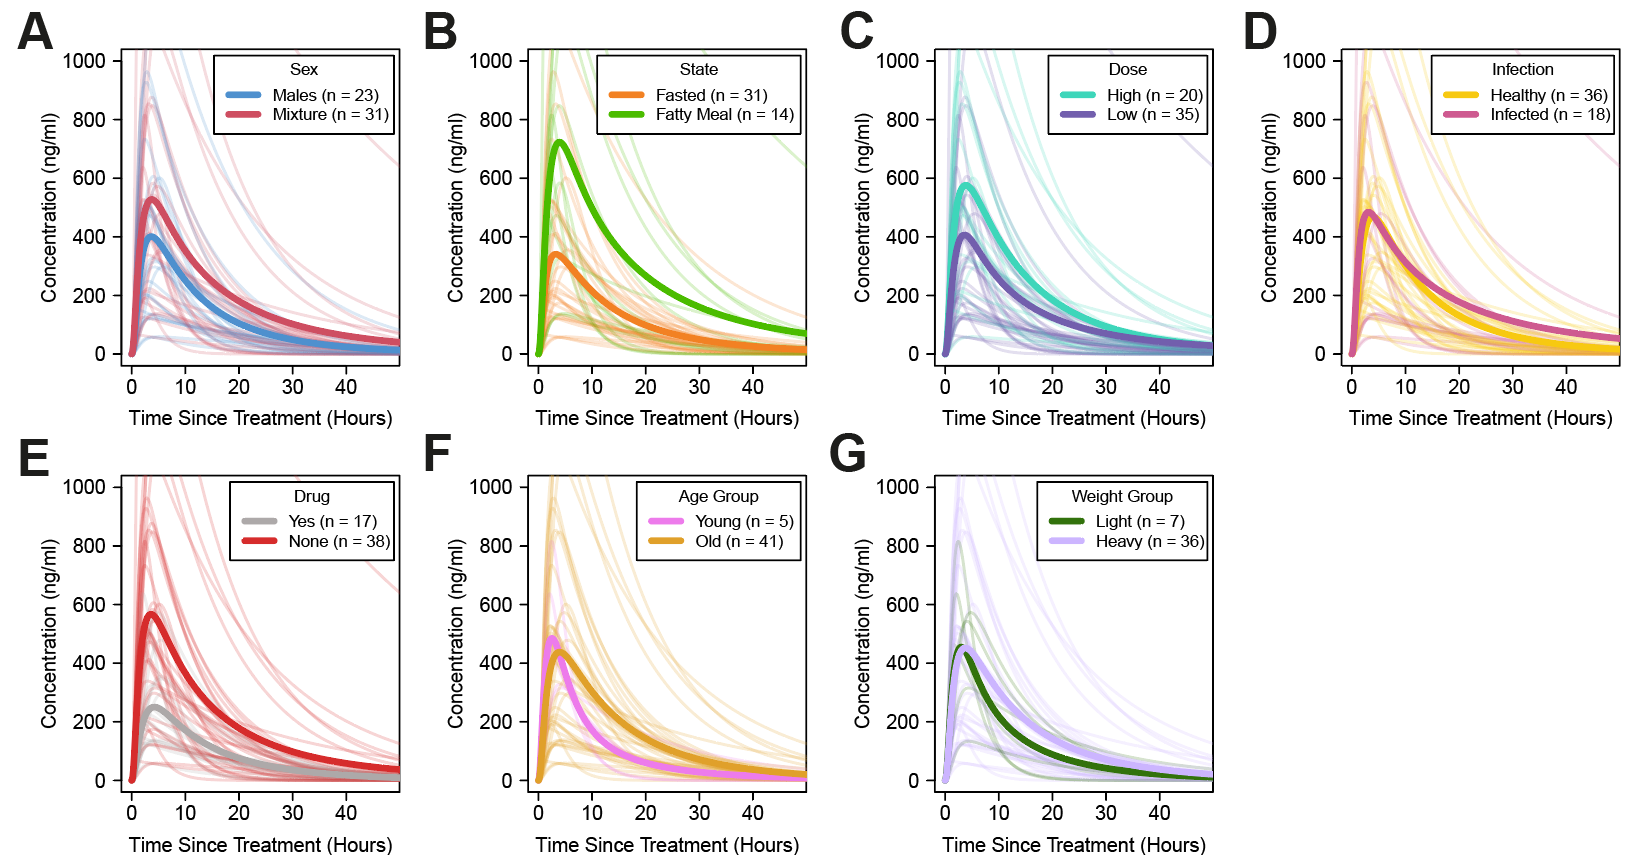 A
Concentration (ng/ml)
1000
800
600
400
200
0
0 10 20 30 40
Time Since Treatment (Hours)
Sex
Males (n = 23)
Mixture (n = 31)
B
Concentration (ng/ml)
1000
800
600
400
200
0
0 10 20 30 40
Time Since Treatment (Hours)
State
Fasted (n = 31)
Fatty Meal (n = 14)
C
Concentration (ng/ml)
1000
800
600
400
200
0
0 10 20 30 40
Time Since Treatment (Hours)
Dose
High (n = 20)
Low (n = 35)
D
Concentration (ng/ml)
1000
800
600
400
200
0
0 10 20 30 40
Time Since Treatment (Hours)
Infection
Healthy (n = 36)
Infected (n = 18)
E
Concentration (ng/ml)
1000
800
600
400
200
0
0 10 20 30 40
Time Since Treatment (Hours)
Drug
Yes (n = 17)
None (n = 38)
F
Concentration (ng/ml)
1000
800
600
400
200
0
0 10 20 30 40
Time Since Treatment (Hours)
Age Group
Young (n = 5)
Old (n = 41)
G
Concentration (ng/ml)
1000
800
600
400
200
0
0 10 20 30 40
Time Since Treatment (Hours)
Weight Group
Light (n = 7)
Heavy (n = 36)